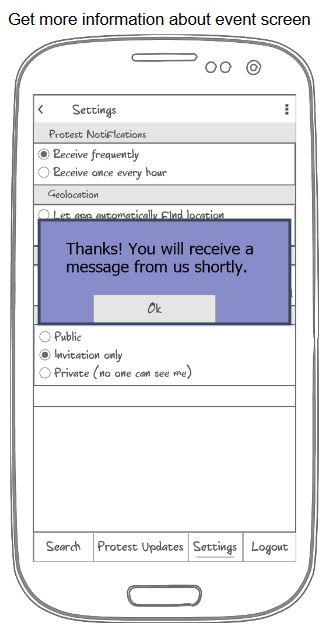 Get more information about event screen
< Settings
Protest Notifications
Receive frequently
Receive once every hour
Geolocation
Let app automatically find location
Thanks! You will receive a
message from us shortly.
Ok
Public
Invitation only
Private (no one can see me)
Search Protest Updates Settings Logout